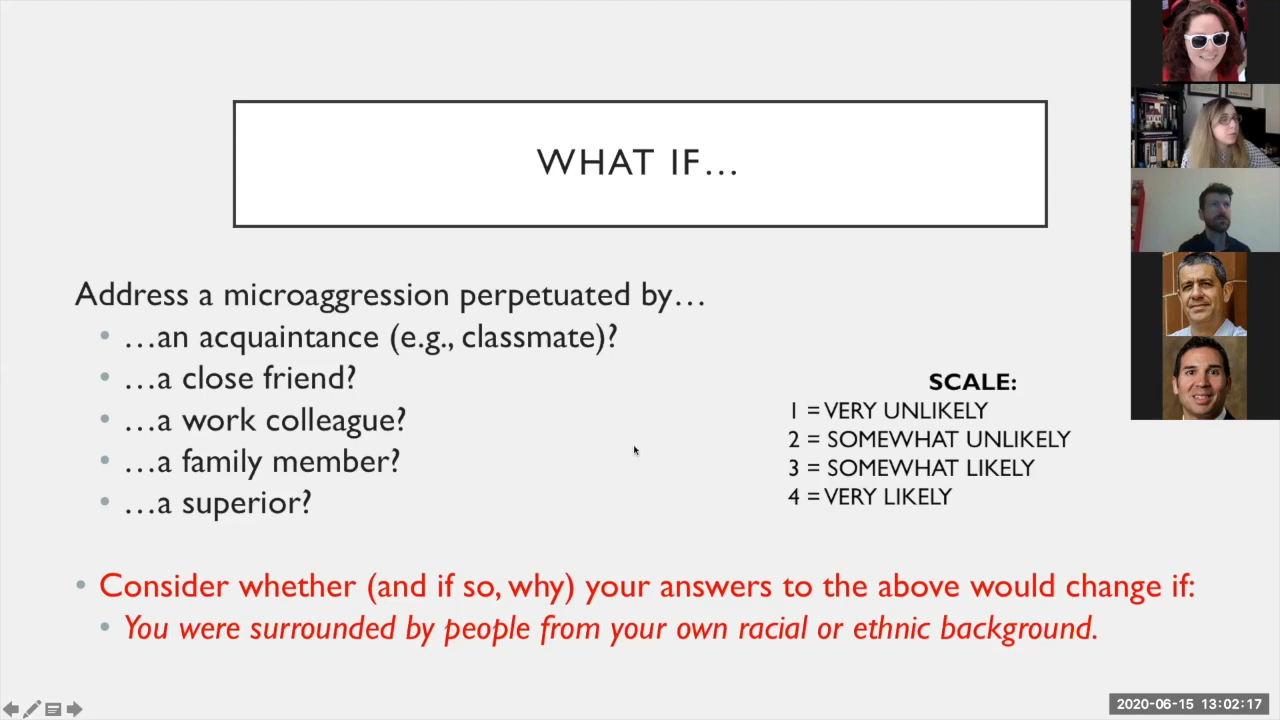 WHAT IF...
Address a microaggression perpetuated by...
• ...an acquaintance (e.g., classmate)?
• ...a close friend?
• ...a work colleague?
• ...a family member?
• ...a superior?
SCALE:
1 = VERY UNLIKELY
2 = SOMEWHAT UNLIKELY
3 = SOMEWHAT LIKELY
4 = VERY LIKELY
• Consider whether (and if so, why) your answers to the above would change if:
• You were surrounded by people from your own racial or ethnic background.
2020-06-15 13:02:17